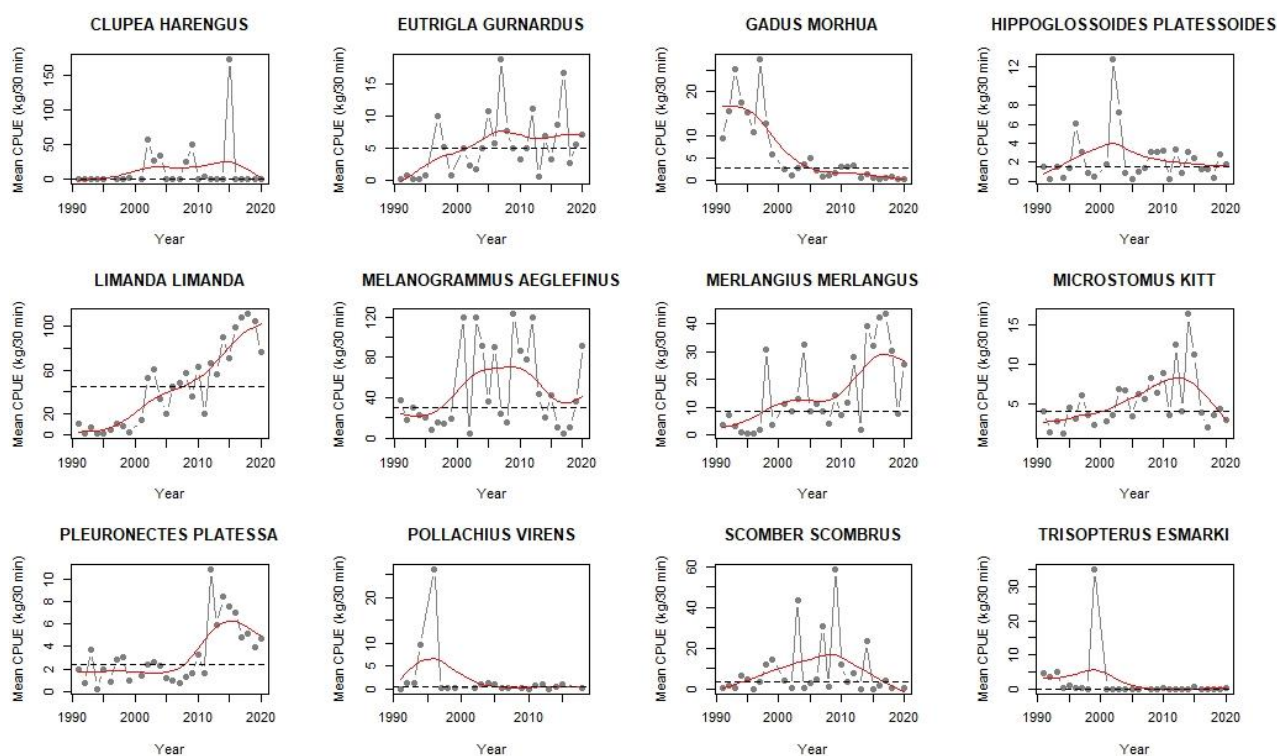 CLUPEA HARENGUS
Mean CPUE (kg/30 min)
150
100
50
0
1990 2000 2010 2020
Year
EUTRIGLA GURNARDUS
Mean CPUE (kg/30 min)
15
10
5
0
1990 2000 2010 2020
Year
GADUS MORHUA
Mean CPUE (kg/30 min)
20
10
5
0
1990 2000 2010 2020
Year
HIPPOGLOSSOIDES PLATESSOIDES
Mean CPUE (kg/30 min)
12
8
6
4
2
0
1990 2000 2010 2020
Year
LIMANDA LIMANDA
Mean CPUE (kg/30 min)
100
60
20
0
1990 2000 2010 2020
Year
MELANOGRAMMUS AEGLEFINUS
Mean CPUE (kg/30 min)
120
80
40
0
1990 2000 2010 2020
Year
MERLANGIUS MERLANGUS
Mean CPUE (kg/30 min)
40
30
20
10
0
1990 2000 2010 2020
Year
MICROSTOMUS KITT
Mean CPUE (kg/30 min)
15
10
5
1990 2000 2010 2020
Year
PLEURONECTES PLATESSA
Mean CPUE (kg/30 min)
10
8
6
4
2
0
1990 2000 2010 2020
Year
POLLACHIUS VIRENS
Mean CPUE (kg/30 min)
20
10
5
0
1990 2000 2010 2020
Year
SCOMBER SCOMBRUS
Mean CPUE (kg/30 min)
60
40
20
0
1990 2000 2010 2020
Year
TRISOPTERUS ESMARKI
Mean CPUE (kg/30 min)
30
20
10
0
1990 2000 2010 2020
Year